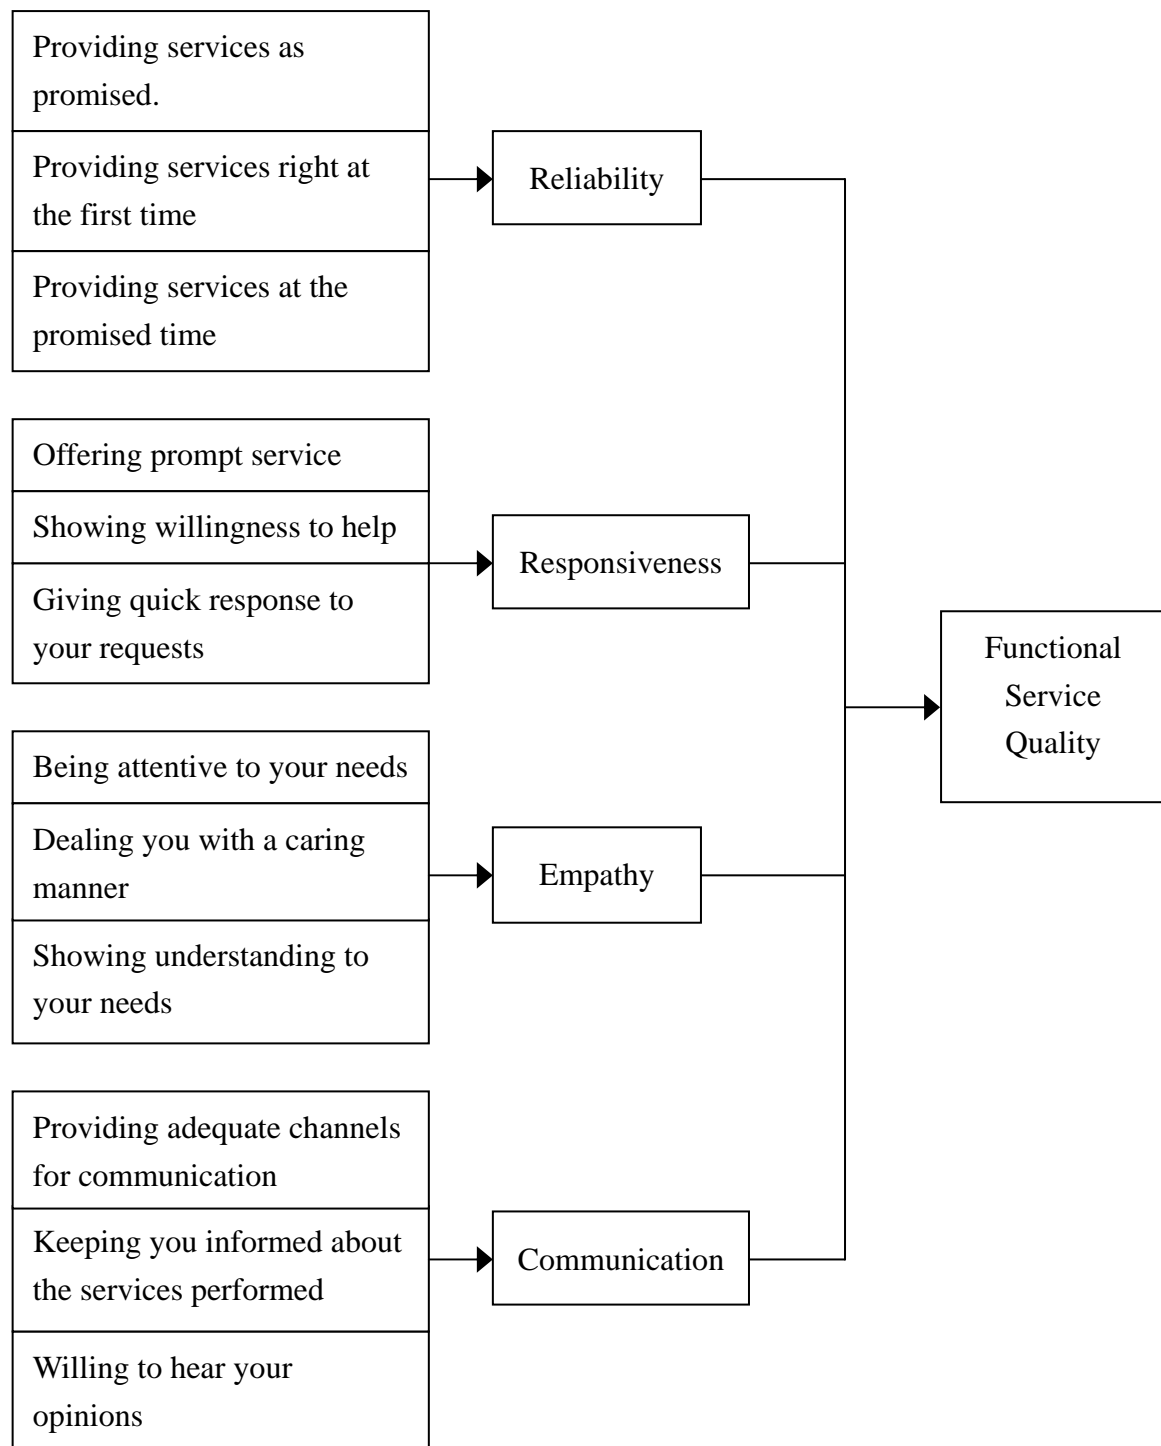 Providing services as
promised.
Providing services right at
the first time
Providing services at the
promised time
Reliability
Offering prompt service
Showing willingness to help
Giving quick response to
your requests
Responsiveness
Being attentive to your needs
Dealing you with a caring
manner
Showing understanding to
your needs
Empathy
Providing adequate channels
for communication
Keeping you informed about
the services performed
Willing to hear your
opinions
Communication
Functional
Service
Quality